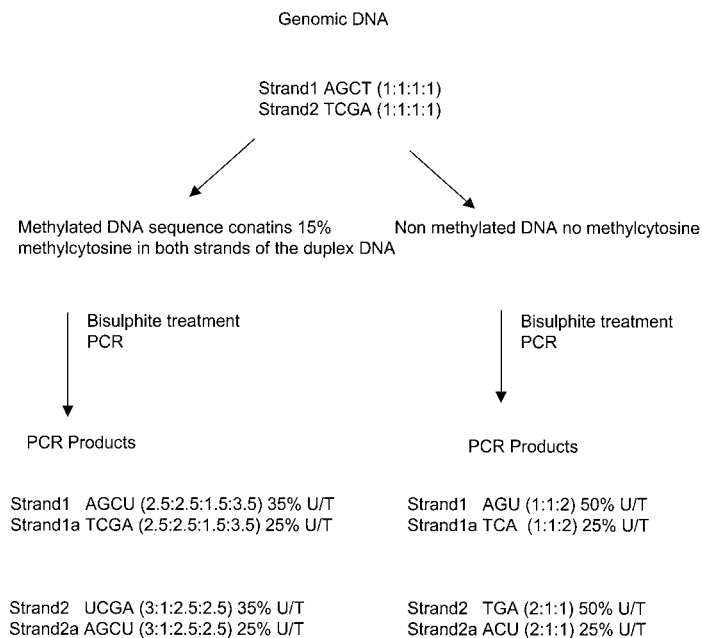 Genomic DNA
Strand1 AGCT (1:1:1:1)
Strand2 TCGA (1:1:1:1)
Methylated DNA sequence conatins 15%
methylcytosine in both strands of the duplex DNA
Non methylated DNA no methylcytosine
Bisulphite treatment
PCR
Bisulphite treatment
PCR
PCR Products
PCR Products
Strand1 AGCU (2.5:2.5:1.5:3.5) 35% U/T
Strand1a TCGA (2.5:2.5:1.5:3.5) 25% U/T
Strand1 AGU (1:1:2) 50% U/T
Strand1a TCA (1:1:2) 25% U/T
Strand2 UCGA (3:1:2.5:2.5) 35% U/T
Strand2a AGCU (3:1:2.5:2.5) 25% U/T
Strand2 TGA (2:1:1) 50% U/T
Strand2a ACU (2:1:1) 25% U/T